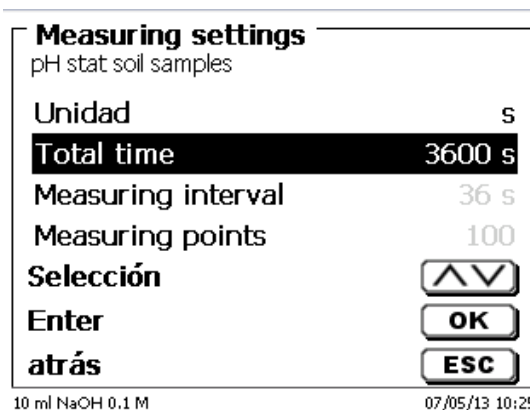 Measuring settings
pH stat soil samples
Unidad s
Total time 3600 s
Measuring interval 36 s
Measuring points 100
Selección
Enter OK
atrás ESC
10 ml NaOH 0.1 M 07/05/13 10:25